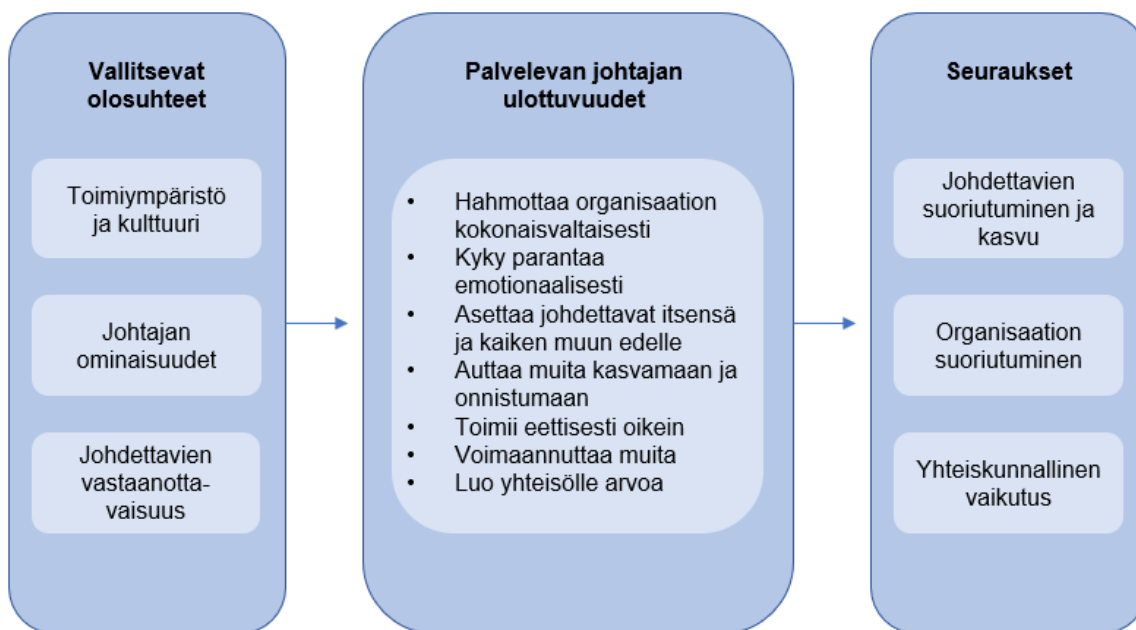 Vallitsevat
olosuhteet
Toimiympäristö
ja kulttuuri
Johtajan
ominaisuudet
Johdettavien
vastaanotta-
vaisuus
Palvelevan johtajan
ulottuvuudet
• Hahmottaa organisaation
kokonaisvaltaisesti
• Kyky parantaa
emotionaalisesti
• Asettaa johdettavat itsensä
ja kaiken muun edelle
• Auttaa muita kasvamaan ja
onnistumaan
• Toimii eettisesti oikein
• Voimaannuttaa muita
• Luo yhteisölle arvoa
Seuraukset
Johdettavien
suoriutuminen ja
kasvu
Organisaation
suoriutuminen
Yhteiskunnallinen
vaikutus